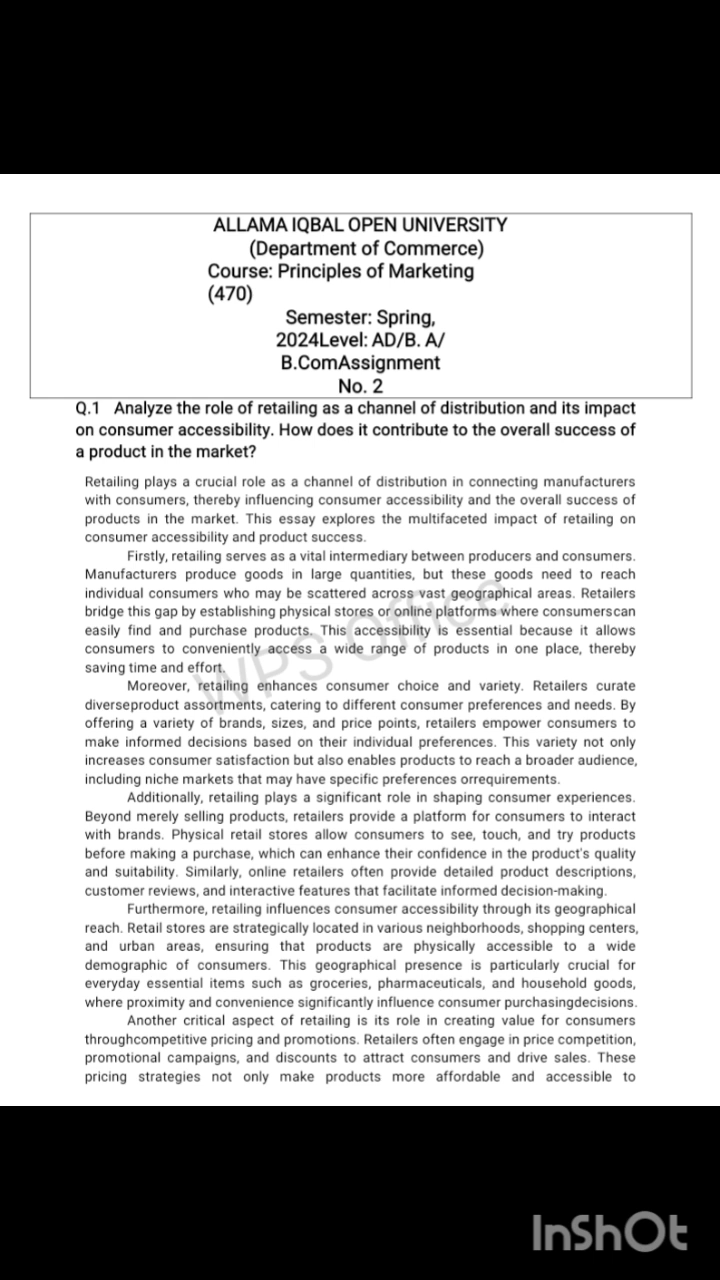 ALLAMA IQBAL OPEN UNIVERSITY
(Department of Commerce)
Course: Principles of Marketing
(470)
Semester: Spring,
2024Level: AD/B. A/
B.ComAssignment
No. 2
Q.1 Analyze the role of retailing as a channel of distribution and its impact
on consumer accessibility. How does it contribute to the overall success of
a product in the market?
Retailing plays a crucial role as a channel of distribution in connecting manufacturers
with consumers, thereby influencing consumer accessibility and the overall success of
products in the market. This essay explores the multifaceted impact of retailing on
consumer accessibility and product success.
Firstly, retailing serves as a vital intermediary between producers and consumers.
Manufacturers produce goods in large quantities, but these goods need to reach
individual consumers who may be scattered across vast geographical areas. Retailers
bridge this gap by establishing physical stores or online platforms where consumerscan
easily find and purchase products. This accessibility is essential because it allows
consumers to conveniently access a wide range of products in one place, thereby
saving time and effort.
Moreover, retailing enhances consumer choice and variety. Retailers curate
diverseproduct assortments, catering to different consumer preferences and needs. By
offering a variety of brands, sizes, and price points, retailers empower consumers to
make informed decisions based on their individual preferences. This variety not only
increases consumer satisfaction but also enables products to reach a broader audience,
including niche markets that may have specific preferences orrequirements.
Additionally, retailing plays a significant role in shaping consumer experiences.
Beyond merely selling products, retailers provide a platform for consumers to interact
with brands. Physical retail stores allow consumers to see, touch, and try products
before making a purchase, which can enhance their confidence in the product's quality
and suitability. Similarly, online retailers often provide detailed product descriptions,
customer reviews, and interactive features that facilitate informed decision-making.
Furthermore, retailing influences consumer accessibility through its geographical
reach. Retail stores are strategically located in various neighborhoods, shopping centers,
and urban areas, ensuring that products are physically accessible to a wide
demographic of consumers. This geographical presence is particularly crucial for
everyday essential items such as groceries, pharmaceuticals, and household goods,
where proximity and convenience significantly influence consumer purchasingdecisions.
Another critical aspect of retailing is its role in creating value for consumers
throughcompetitive pricing and promotions. Retailers often engage in price competition,
promotional campaigns, and discounts to attract consumers and drive sales. These
pricing strategies not only make products more affordable and accessible to
WPS Office
InShOt